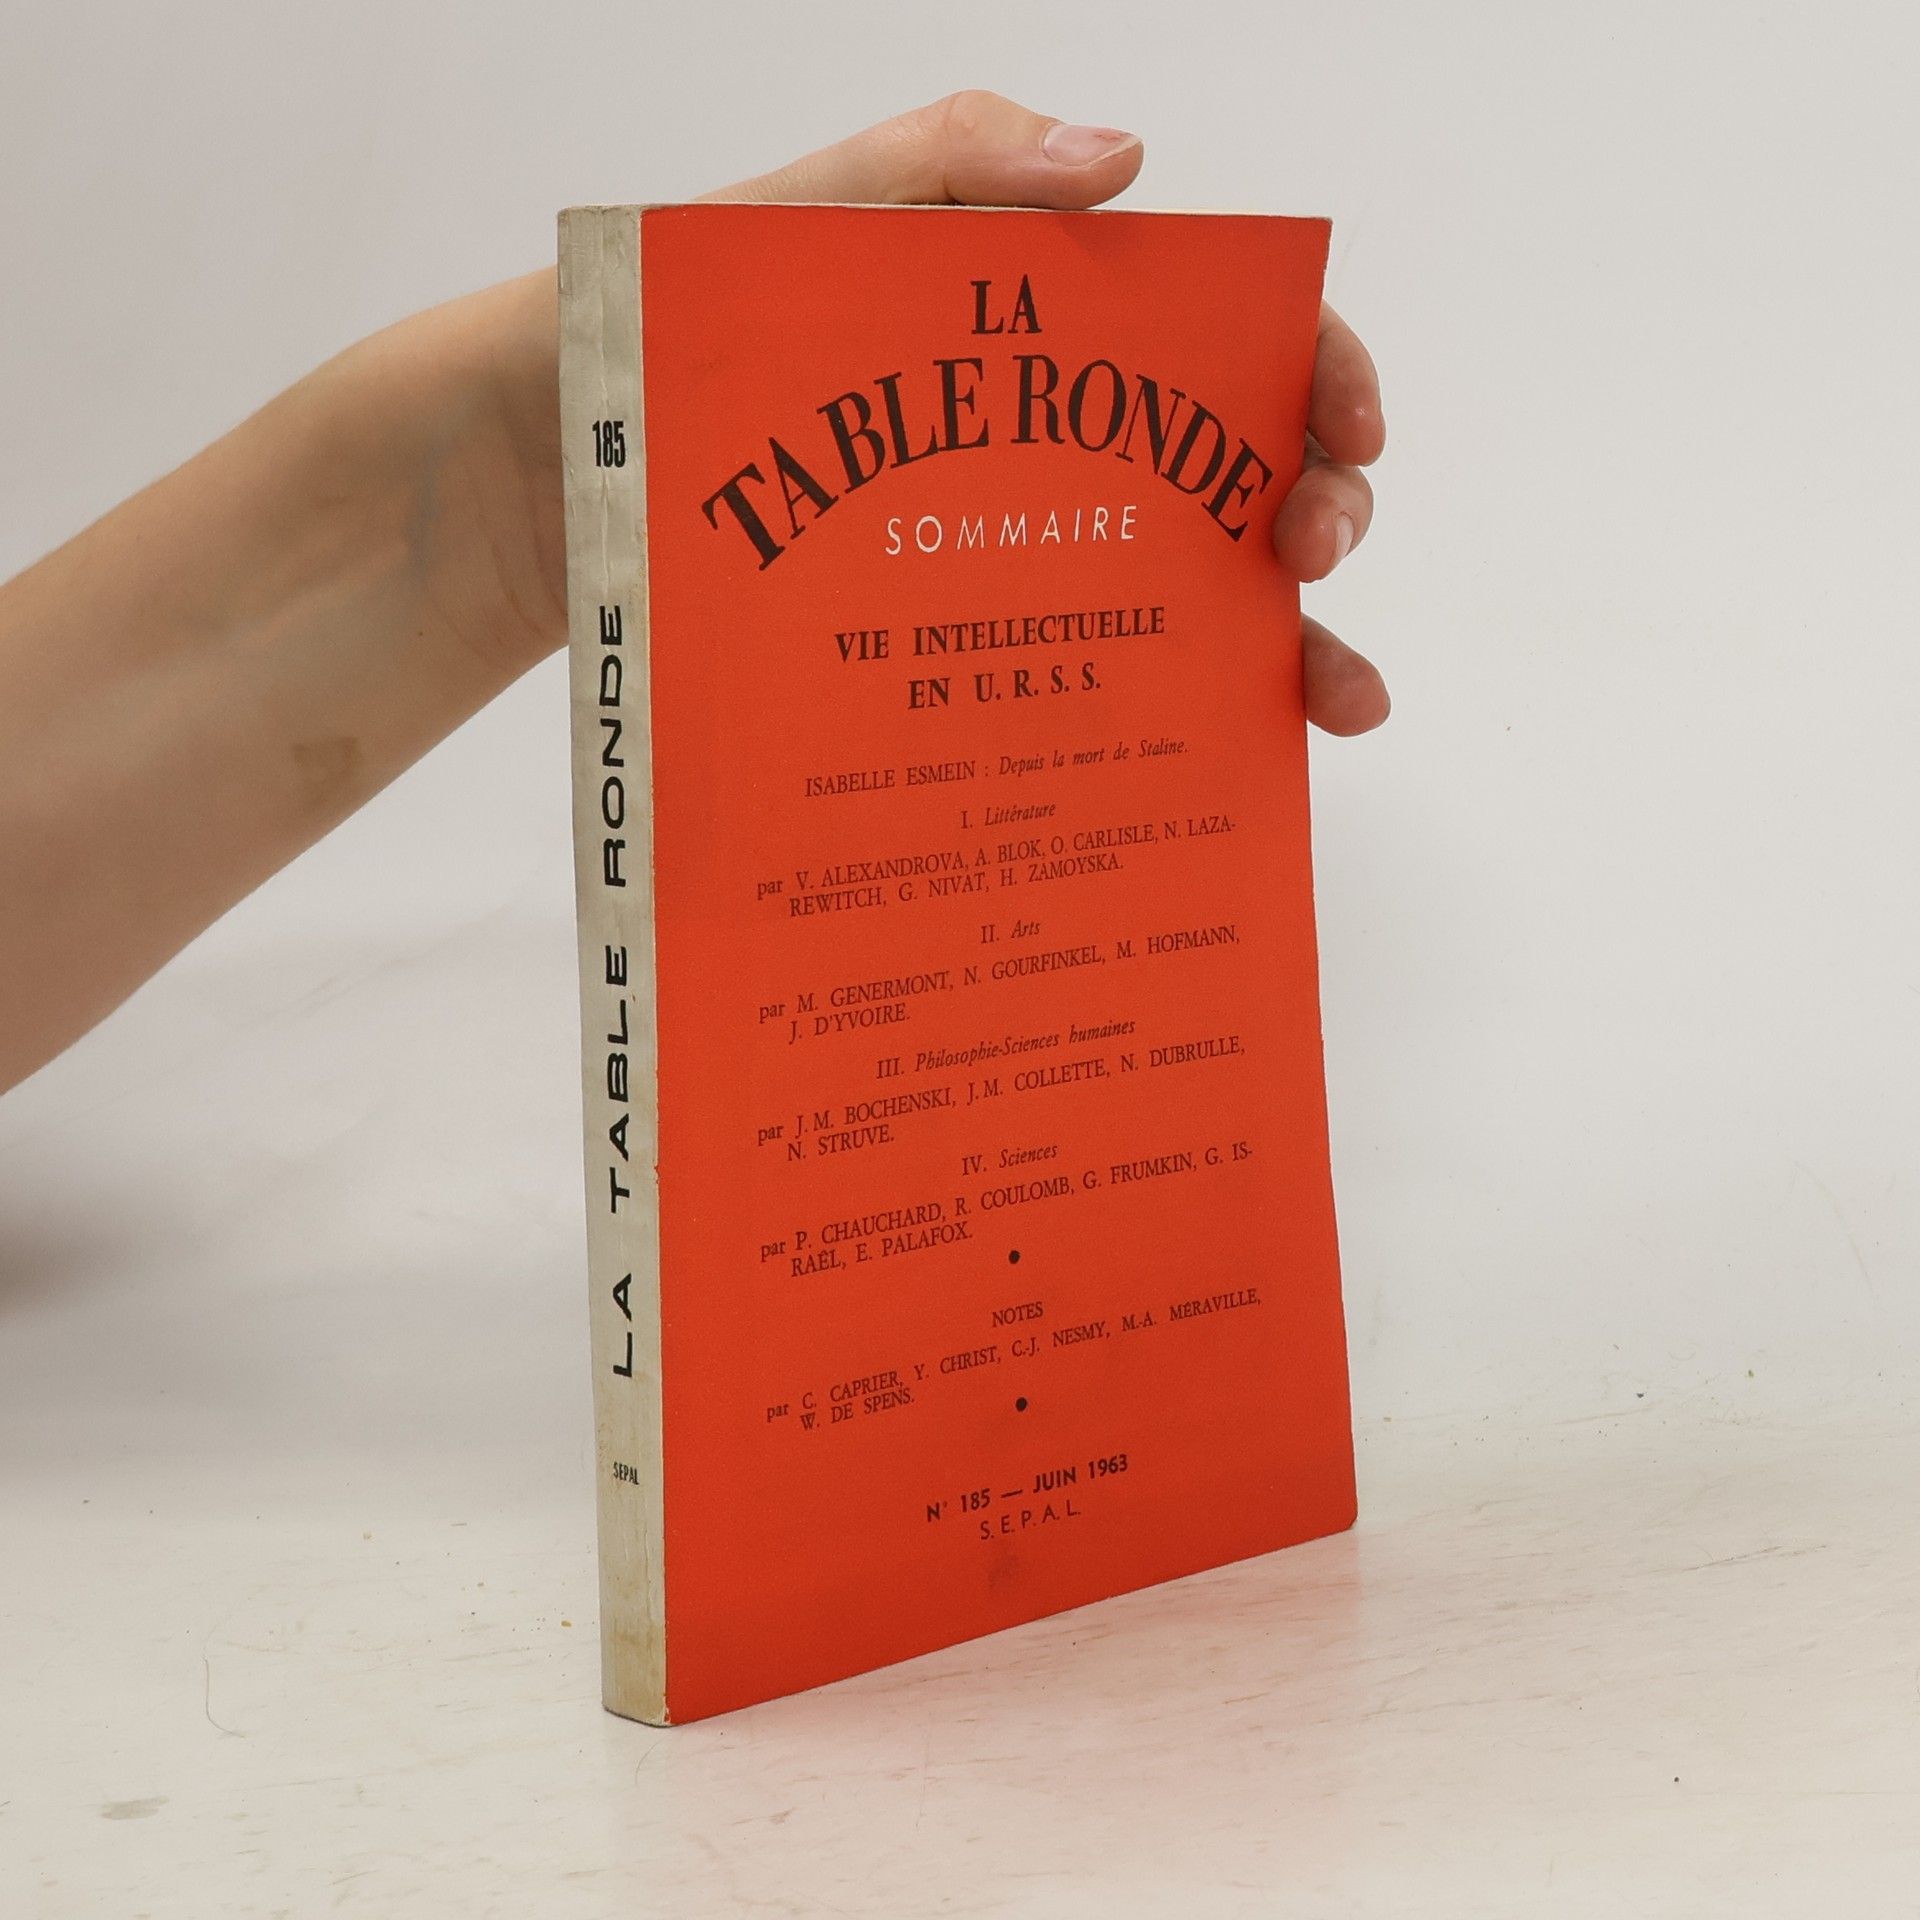 LA
TABLE RONDE
SOMMAIRE
VIE INTELLECTUELLE
EN U. R. S. S.
ISABELLE ESMEIN : Depuis la mort de Staline.
I. Littérature
par V. ALEXANDROVA, A. BLOK, O. CARLISLE, N. LAZA-
REWITCH, G. NIVAT, H. ZAMOYSKA.
II. Arts
par M. GENERMONT, N. GOURFINKEL, M. HOFMANN,
J. D'YVOIRE.
III. Philosophie-Sciences humaines
par J. M. BOCHENSKI, J. M. COLLETTE, N. DUBRULLE,
N. STRUVE.
IV. Sciences
par P. CHAUCHARD, R. COULOMB, G. FRUMKIN, G. IS-
RAËL, E. PALAFOX.
NOTES
par C. CAPRIER, Y. CHRIST, C.-J. NESMY, M.-A. MÉRAVILLE,
W. DE SPENS.
N° 185 — JUIN 1963
S. E. P. A. L.
185
LA TABLE RONDE
SEPAL